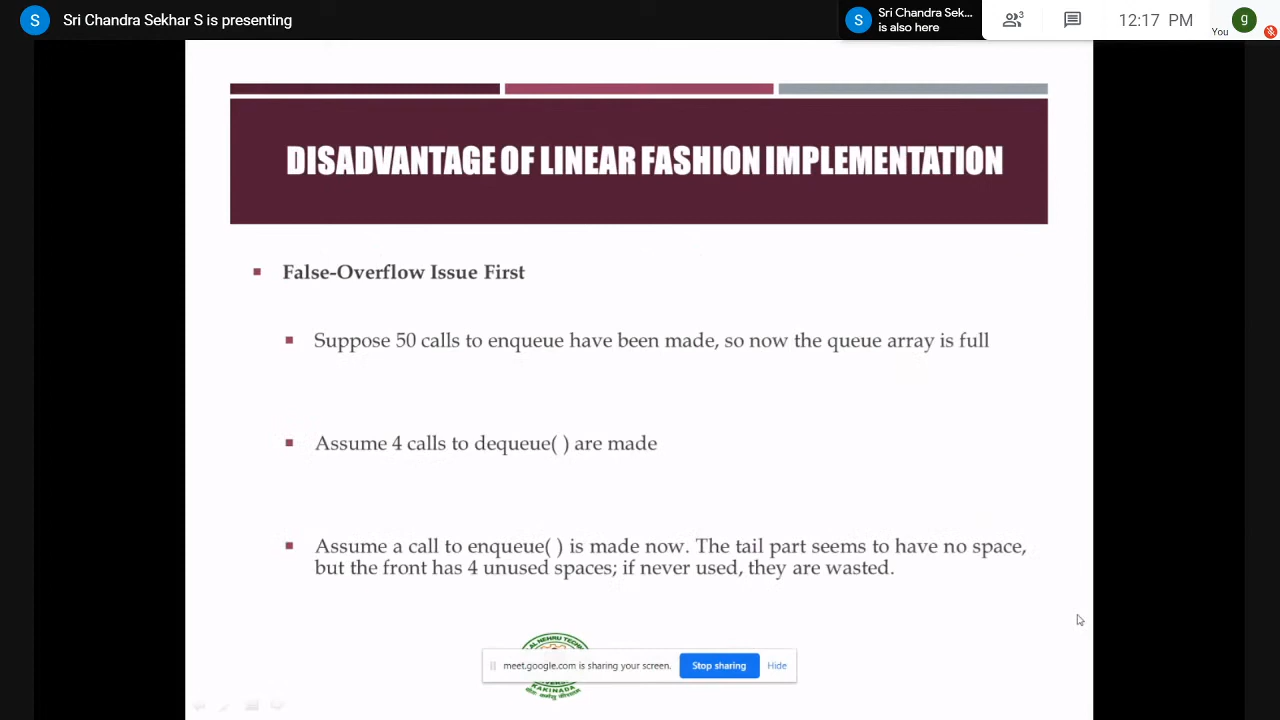 S Sri Chandra Sekhar S is presenting
S Sri Chandra Sek...
is also here
3
12:17 PM
You
g
DISADVANTAGE OF LINEAR FASHION IMPLEMENTATION
False-Overflow Issue First
Suppose 50 calls to enqueue have been made, so now the queue array is full
Assume 4 calls to dequeue( ) are made
Assume a call to enqueue( ) is made now. The tail part seems to have no space,
but the front has 4 unused spaces; if never used, they are wasted.
meet.google.com is sharing your screen.
Stop sharing
Hide
KAKINADA